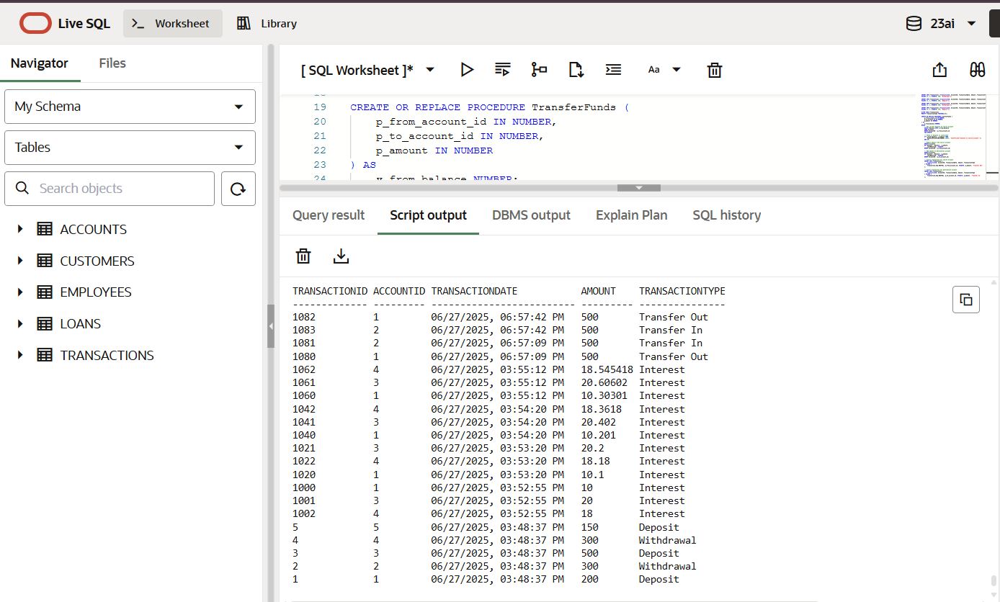 Live SQL
Worksheet
Library
23ai
Navigator
Files
My Schema
Tables
Search objects
ACCOUNTS
CUSTOMERS
EMPLOYEES
LOANS
TRANSACTIONS
[ SQL Worksheet ]*
Aa
19 CREATE OR REPLACE PROCEDURE TransferFunds (
20 p_from_account_id IN NUMBER,
21 p_to_account_id IN NUMBER,
22 p_amount IN NUMBER
23 ) AS
24 v_from_balance NUMBER;
Query result
Script output
DBMS output
Explain Plan
SQL history
TRANSACTIONID ACCOUNTID TRANSACTIONDATE AMOUNT TRANSACTIONTYPE
------------- --------- ------------------------- --------- ---------------
1082 1 06/27/2025, 06:57:42 PM 500 Transfer Out
1083 2 06/27/2025, 06:57:42 PM 500 Transfer In
1081 2 06/27/2025, 06:57:09 PM 500 Transfer In
1080 1 06/27/2025, 06:57:09 PM 500 Transfer Out
1062 4 06/27/2025, 03:55:12 PM 18.545418 Interest
1061 3 06/27/2025, 03:55:12 PM 20.60602 Interest
1060 1 06/27/2025, 03:55:12 PM 10.30301 Interest
1042 4 06/27/2025, 03:54:20 PM 18.3618 Interest
1041 3 06/27/2025, 03:54:20 PM 20.402 Interest
1040 1 06/27/2025, 03:54:20 PM 10.201 Interest
1021 3 06/27/2025, 03:53:20 PM 20.2 Interest
1022 4 06/27/2025, 03:53:20 PM 18.18 Interest
1020 1 06/27/2025, 03:53:20 PM 10.1 Interest
1000 1 06/27/2025, 03:52:55 PM 10 Interest
1001 3 06/27/2025, 03:52:55 PM 20 Interest
1002 4 06/27/2025, 03:52:55 PM 18 Interest
5 5 06/27/2025, 03:48:37 PM 150 Deposit
4 4 06/27/2025, 03:48:37 PM 300 Withdrawal
3 3 06/27/2025, 03:48:37 PM 500 Deposit
2 2 06/27/2025, 03:48:37 PM 300 Withdrawal
1 1 06/27/2025, 03:48:37 PM 200 Deposit